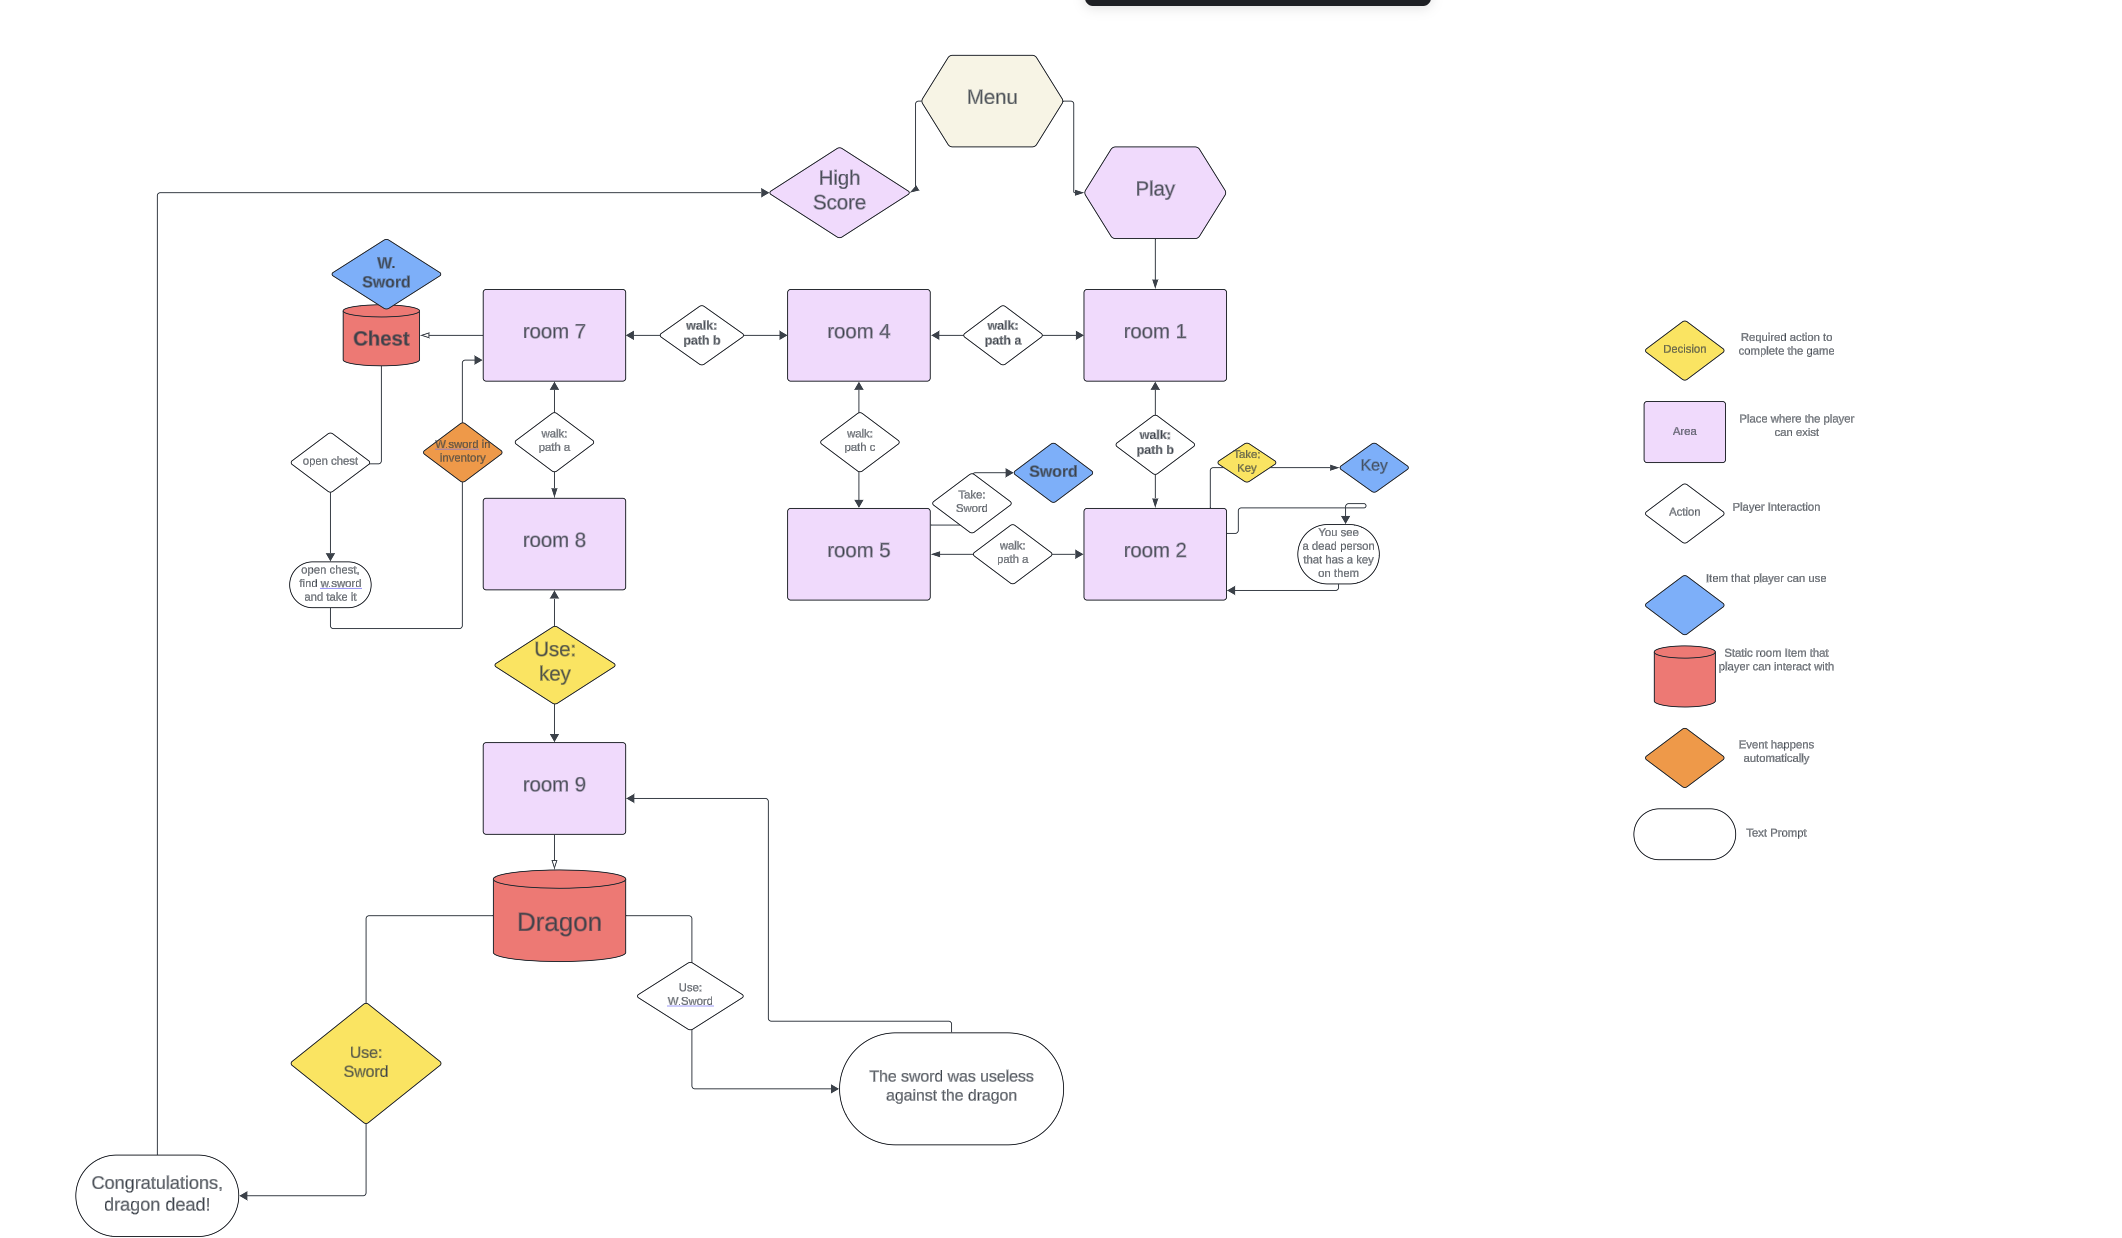 Menu
High
Score
Play
W.
Sword
Chest
room 7
walk:
path b
room 4
walk:
path a
room 1
open chest
W.sword in
inventory
walk:
path a
walk:
path c
walk:
path b
Take:
Key
Key
Sword
Take:
Sword
room 8
room 5
walk:
path a
room 2
You see
a dead person
that has a key
on them
open chest,
find w.sword
and take it
Use:
key
room 9
Dragon
Use:
W.Sword
Use:
Sword
The sword was useless
against the dragon
Congratulations,
dragon dead!
Decision
Required action to
complete the game
Area
Place where the player
can exist
Action
Player Interaction
Item that player can use
Static room Item that
player can interact with
Event happens
automatically
Text Prompt